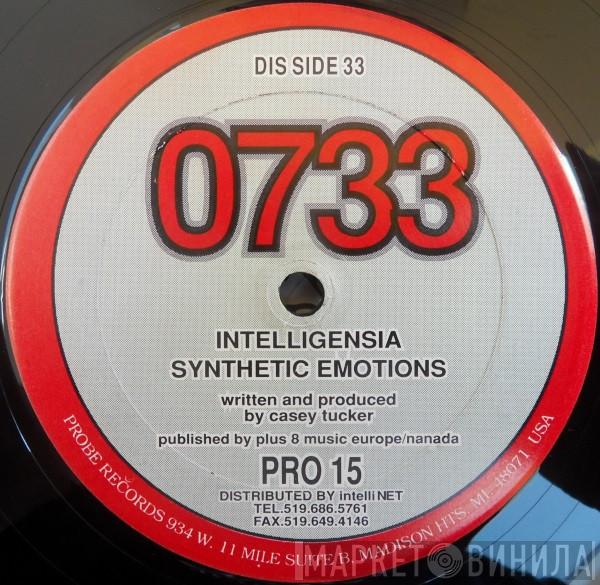 DIS SIDE 33
0733
INTELLIGENSIA
SYNTHETIC EMOTIONS
written and produced
by casey tucker
published by plus 8 music europe/nanada
PRO 15
DISTRIBUTED BY intelliNET
TEL.519.686.5761
FAX.519.649.4146
PROBE RECORDS 934 W. 11 MILE SUITE B, MADISON HTS. MI. 48071 USA
МАРКЕТ ВИНИЛА